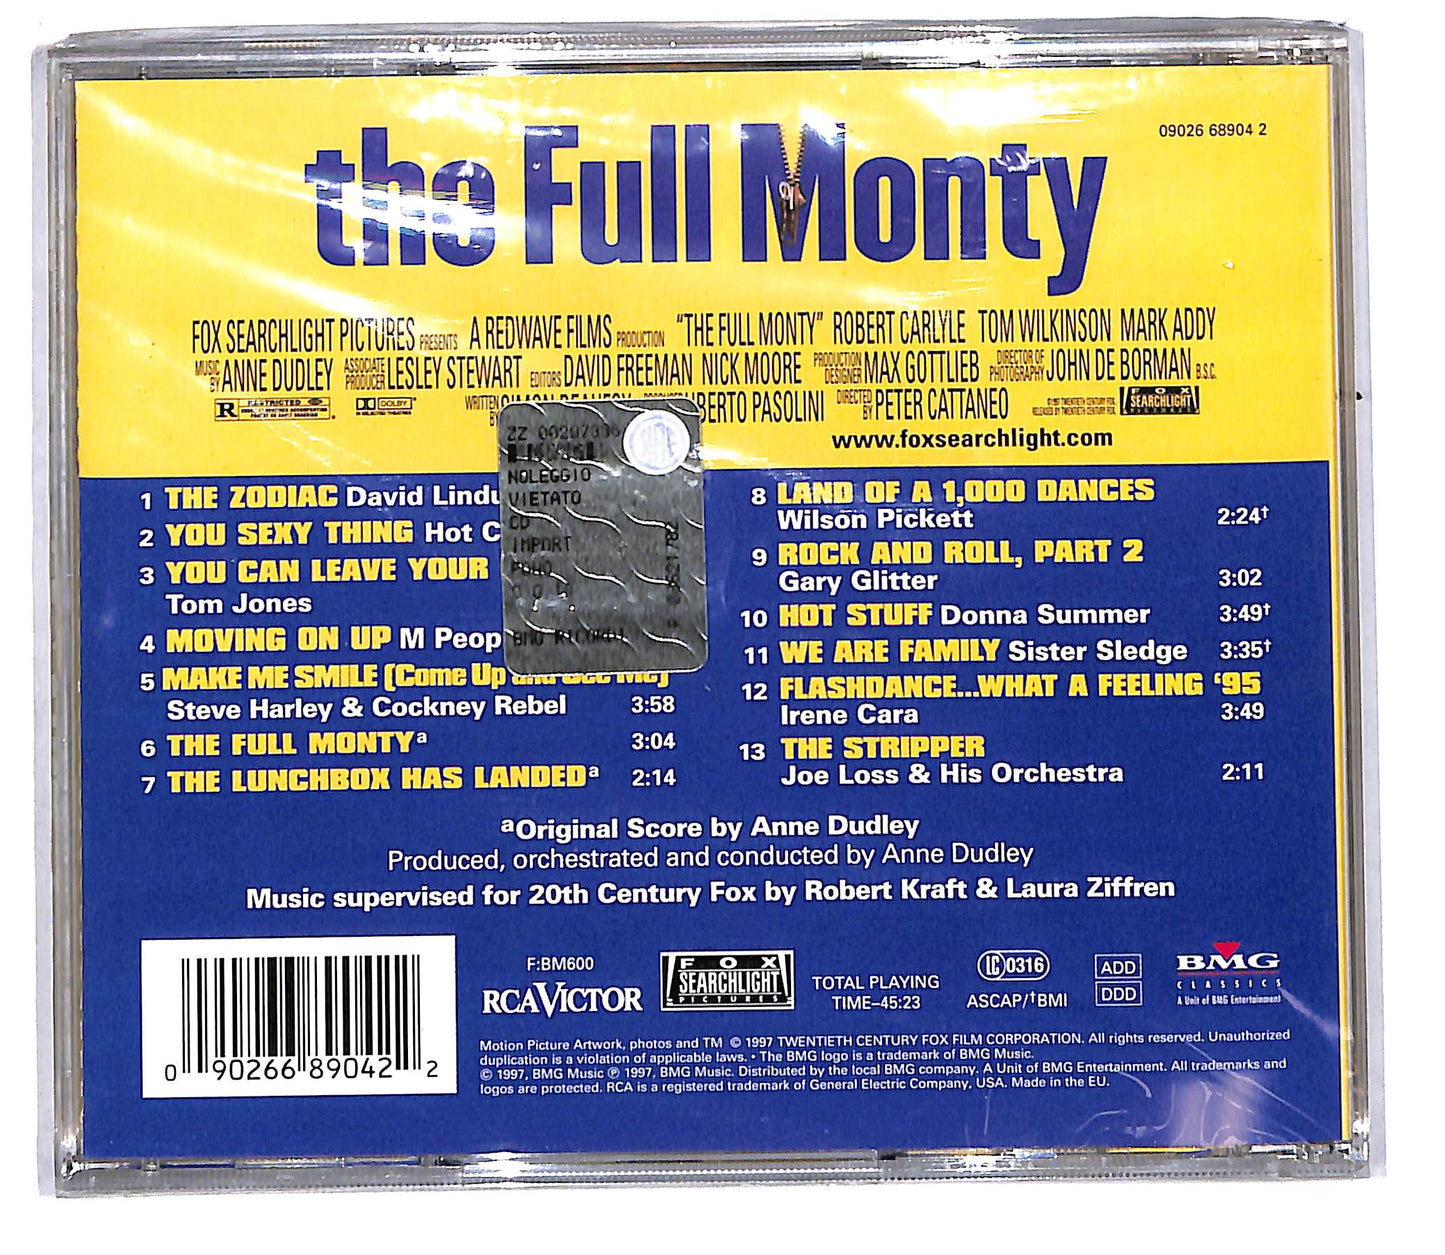 09026 68904 2
the Full Monty
FOX SEARCHLIGHT PICTURES PRESENTS A REDWAVE FILMS PRODUCTION "THE FULL MONTY" ROBERT CARLYLE TOM WILKINSON MARK ADDY
MUSIC BY ANNE DUDLEY ASSOCIATE PRODUCER LESLEY STEWART EDITORS DAVID FREEMAN NICK MOORE PRODUCTION DESIGNER MAX GOTTLIEB DIRECTOR OF PHOTOGRAPHY JOHN DE BORMAN B.S.C.
R RESTRICTED DOLBY WRITTEN BY SIMON BERTO PASOLINI DIRECTED BY PETER CATTANEO FOX SEARCHLIGHT PICTURES
www.foxsearchlight.com
NOLEGGIO
VIETATO
CD
IMPORT
BMG RICORDI
1 THE ZODIAC David Lindu
2 YOU SEXY THING Hot C
3 YOU CAN LEAVE YOUR
Tom Jones
4 MOVING ON UP M Peop
5 MAKE ME SMILE (Come Up and See Me)
Steve Harley & Cockney Rebel 3:58
6 THE FULL MONTYa 3:04
7 THE LUNCHBOX HAS LANDEDa 2:14
8 LAND OF A 1,000 DANCES
Wilson Pickett 2:24†
9 ROCK AND ROLL, PART 2
Gary Glitter 3:02
10 HOT STUFF Donna Summer 3:49†
11 WE ARE FAMILY Sister Sledge 3:35†
12 FLASHDANCE...WHAT A FEELING '95
Irene Cara 3:49
13 THE STRIPPER
Joe Loss & His Orchestra 2:11
aOriginal Score by Anne Dudley
Produced, orchestrated and conducted by Anne Dudley
Music supervised for 20th Century Fox by Robert Kraft & Laura Ziffren
0 90266 89042 2
F:BM600
RCA VICTOR
FOX
SEARCHLIGHT
PICTURES
TOTAL PLAYING
TIME–45:23
LC 0316
ASCAP/†BMI
ADD
DDD
BMG
CLASSICS
A Unit of BMG Entertainment
Motion Picture Artwork, photos and TM © 1997 TWENTIETH CENTURY FOX FILM CORPORATION. All rights reserved. Unauthorized
duplication is a violation of applicable laws. • The BMG logo is a trademark of BMG Music.
© 1997, BMG Music ℗ 1997, BMG Music. Distributed by the local BMG company. A Unit of BMG Entertainment. All trademarks and
logos are protected. RCA is a registered trademark of General Electric Company, USA. Made in the EU.